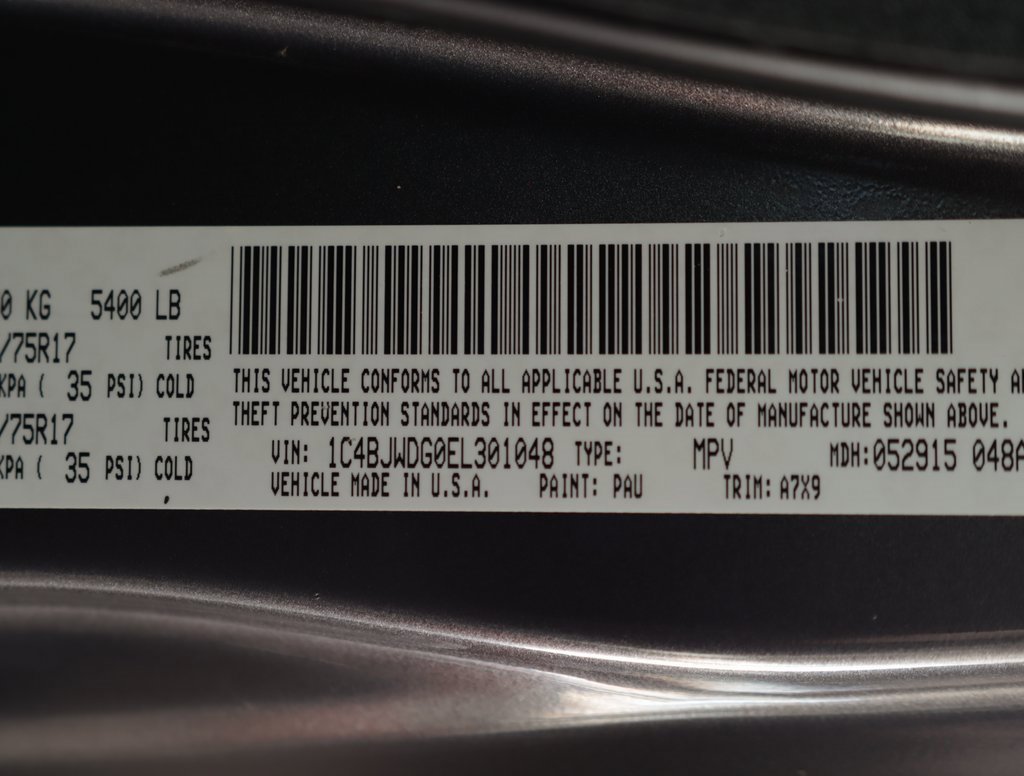 0 KG 5400 LB
/75R17 TIRES
KPA ( 35 PSI) COLD
/75R17 TIRES
KPA ( 35 PSI) COLD
THIS VEHICLE CONFORMS TO ALL APPLICABLE U.S.A. FEDERAL MOTOR VEHICLE SAFETY
THEFT PREVENTION STANDARDS IN EFFECT ON THE DATE OF MANUFACTURE SHOWN ABOVE.
VIN: 1C4BJWDG0EL301048 TYPE: MPV MDH:052915 048A
VEHICLE MADE IN U.S.A. PAINT: PAU TRIM: A7X9